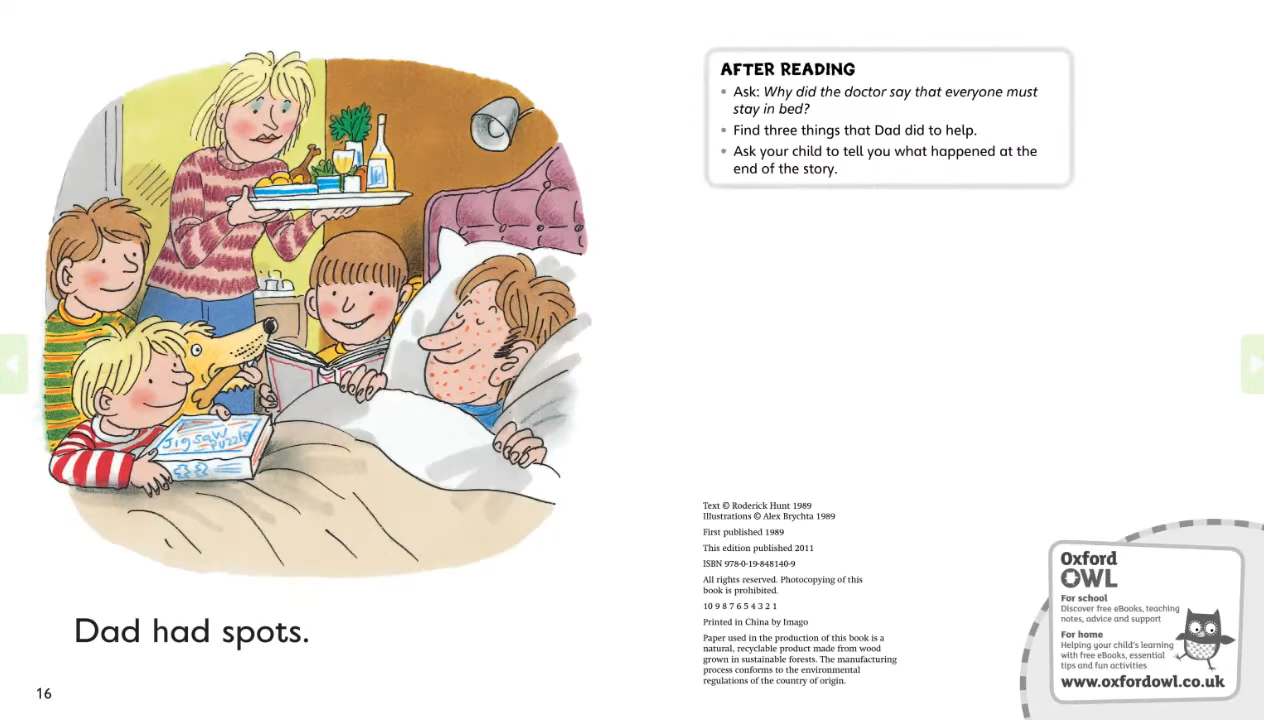 JIGSAW
PUZZLE
Dad had spots.
16
AFTER READING
• Ask: Why did the doctor say that everyone must
stay in bed?
• Find three things that Dad did to help.
• Ask your child to tell you what happened at the
end of the story.
Text © Roderick Hunt 1989
Illustrations © Alex Brychta 1989
First published 1989
This edition published 2011
ISBN 978-0-19-848140-9
All rights reserved. Photocopying of this
book is prohibited.
10 9 8 7 6 5 4 3 2 1
Printed in China by Imago
Paper used in the production of this book is a
natural, recyclable product made from wood
grown in sustainable forests. The manufacturing
process conforms to the environmental
regulations of the country of origin.
Oxford
OWL
For school
Discover free eBooks, teaching
notes, advice and support
For home
Helping your child's learning
with free eBooks, essential
tips and fun activities
www.oxfordowl.co.uk